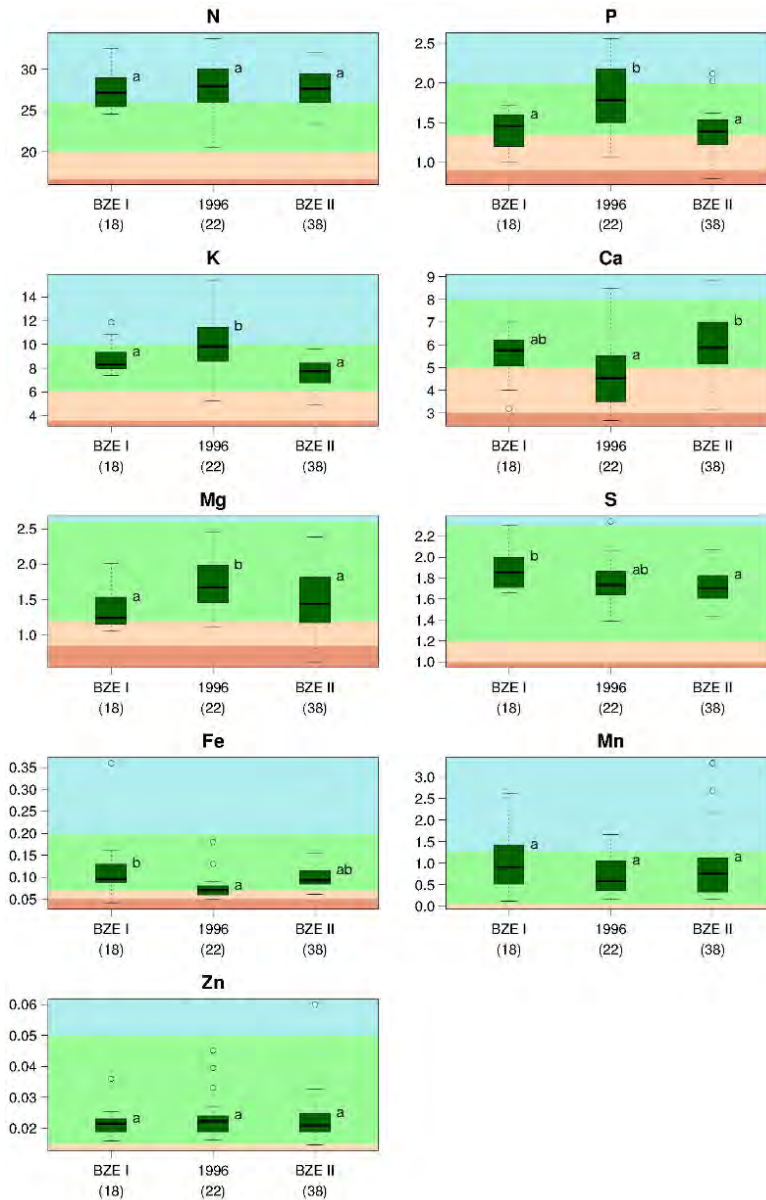 N
30
25
20
a
a
a
BZE I
1996
BZE II
(18)
(22)
(38)
P
2.5
2.0
1.5
1.0
a
b
a
BZE I
1996
BZE II
(18)
(22)
(38)
K
14
12
10
8
6
4
a
b
a
BZE I
1996
BZE II
(18)
(22)
(38)
Ca
9
8
7
6
5
4
3
ab
a
b
BZE I
1996
BZE II
(18)
(22)
(38)
Mg
2.5
2.0
1.5
1.0
a
b
a
BZE I
1996
BZE II
(18)
(22)
(38)
S
2.2
2.0
1.8
1.6
1.4
1.2
1.0
b
ab
a
BZE I
1996
BZE II
(18)
(22)
(38)
Fe
0.35
0.30
0.25
0.20
0.15
0.10
0.05
b
a
ab
BZE I
1996
BZE II
(18)
(22)
(38)
Mn
3.0
2.5
2.0
1.5
1.0
0.5
0.0
a
a
a
BZE I
1996
BZE II
(18)
(22)
(38)
Zn
0.06
0.05
0.04
0.03
0.02
a
a
a
BZE I
1996
BZE II
(18)
(22)
(38)